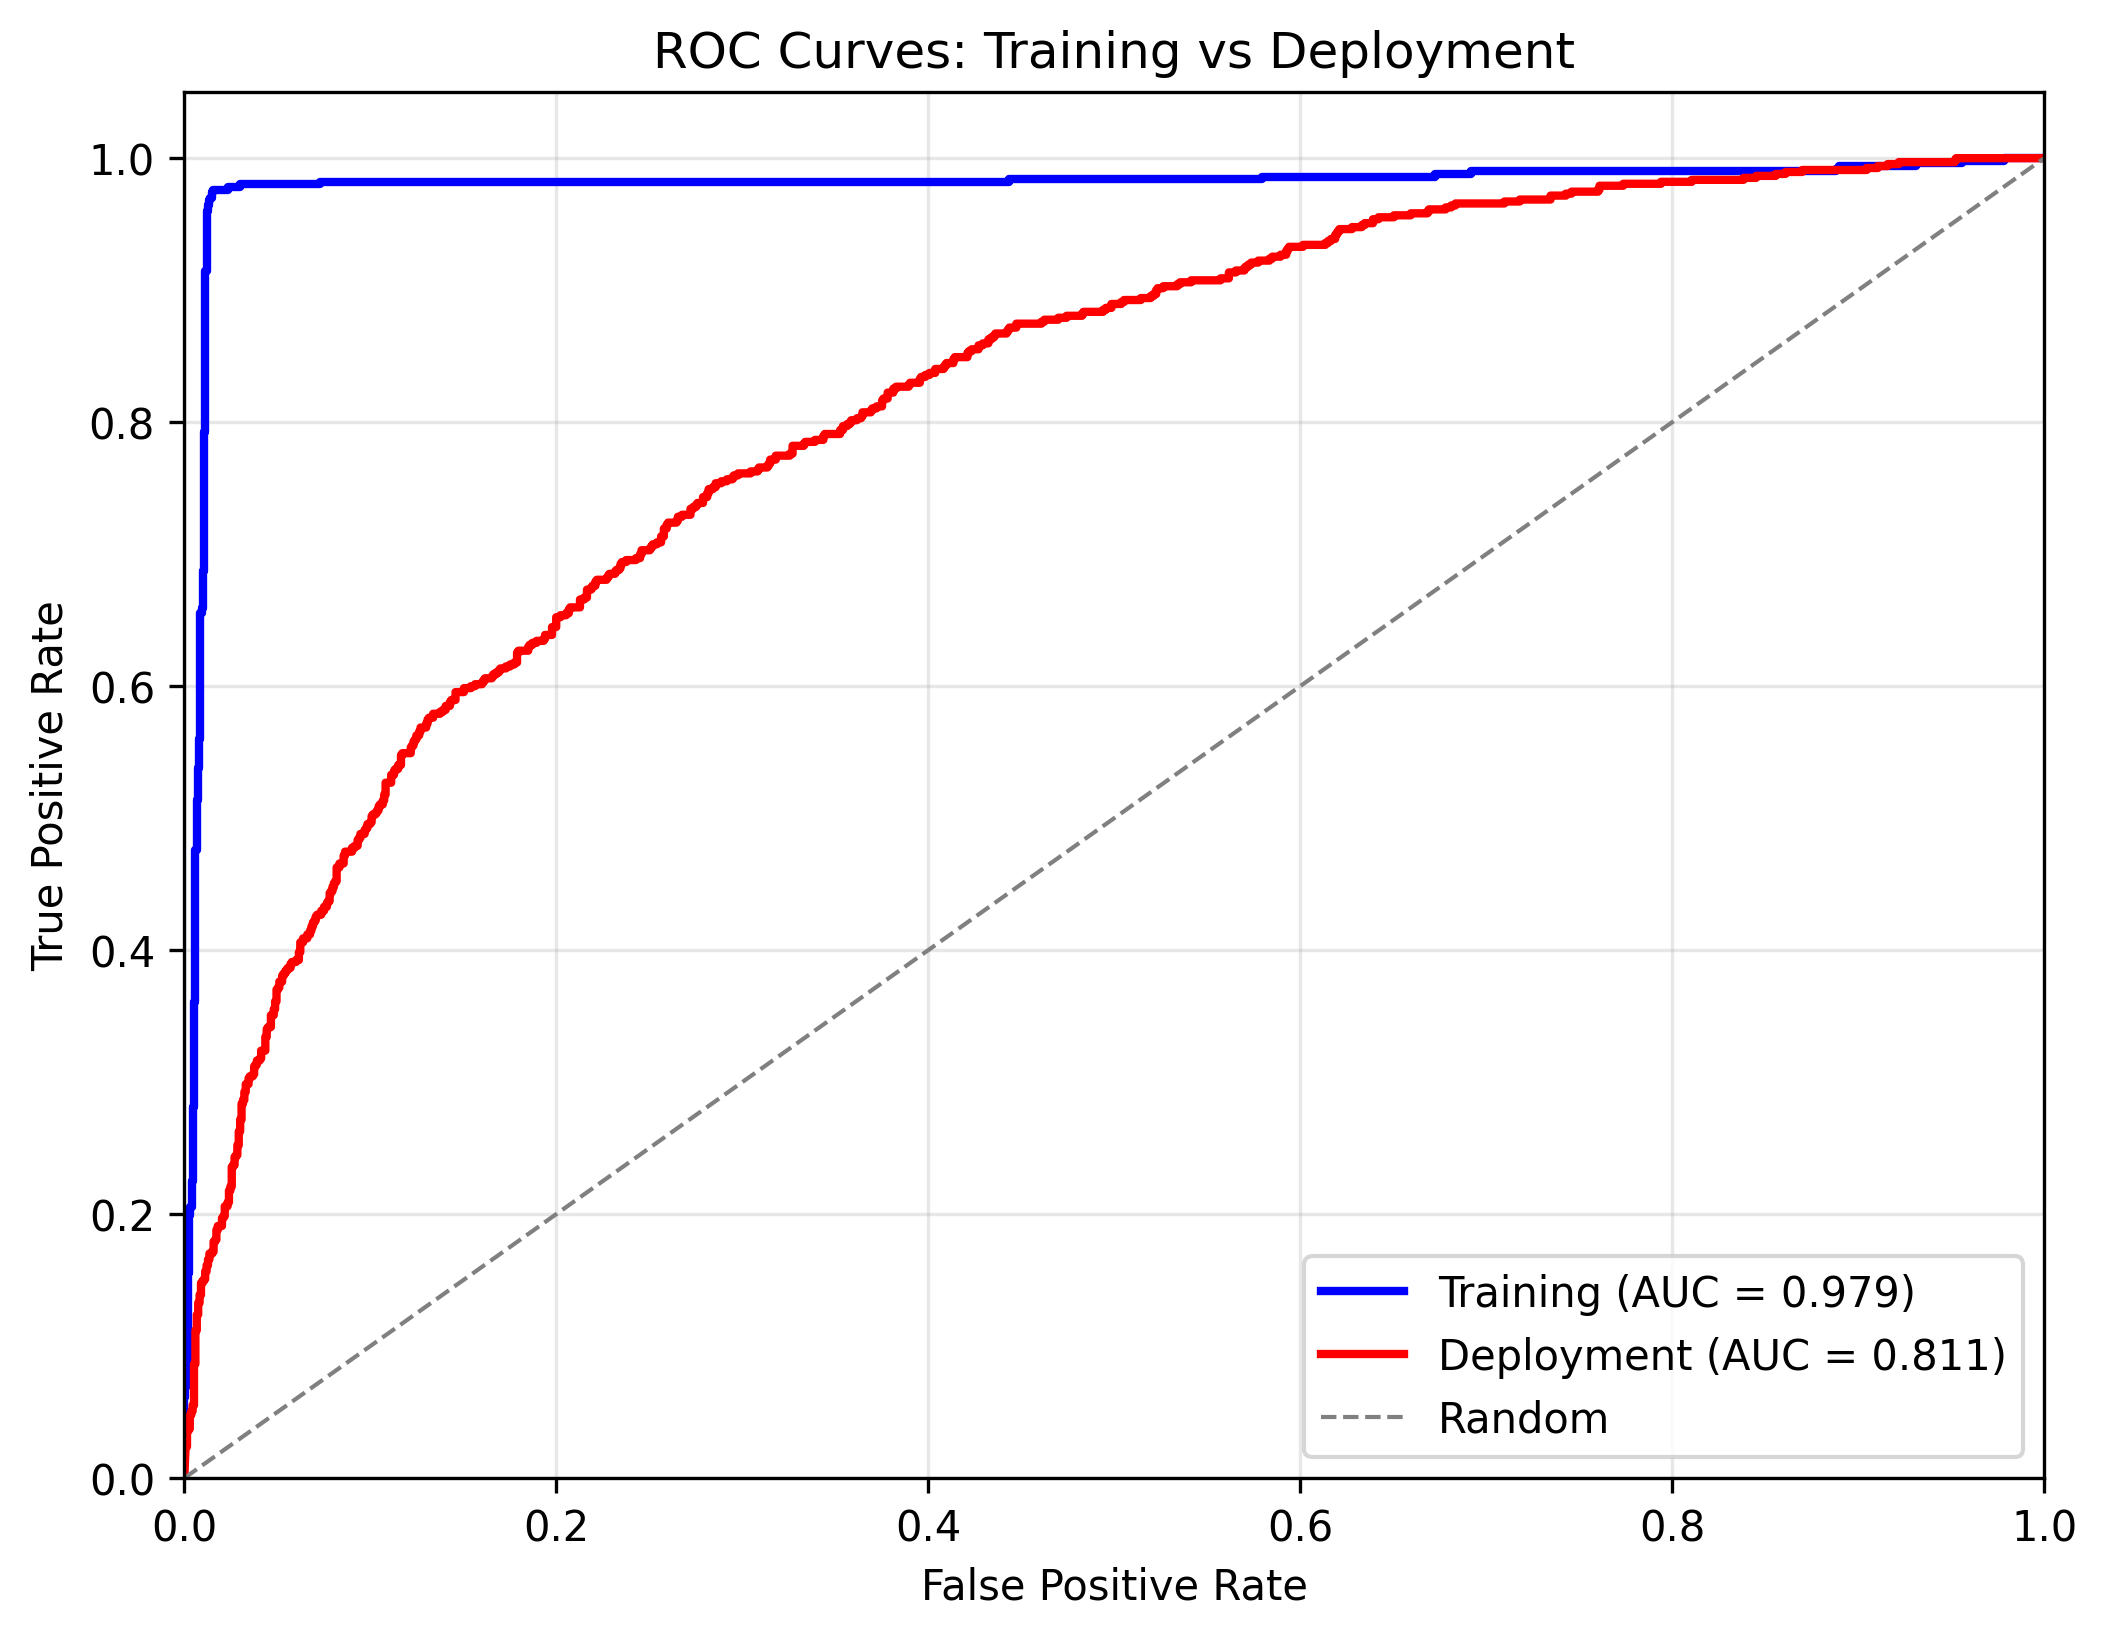 ROC Curves: Training vs Deployment
True Positive Rate
1.0
0.8
0.6
0.4
0.2
0.0
0.0 0.2 0.4 0.6 0.8 1.0
False Positive Rate
Training (AUC = 0.979)
Deployment (AUC = 0.811)
Random